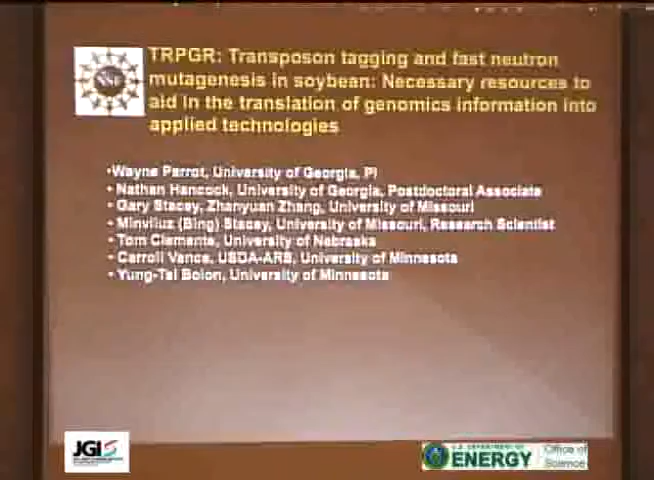 TRPGR: Transposon tagging and fast neutron
mutagenesis in soybean: Necessary resources to
aid in the translation of genomics information into
applied technologies
NSF
•Wayne Parrot, University of Georgia, PI
• Nathan Hancock, University of Georgia, Postdoctoral Associate
• Gary Stacey, Zhanyuan Zhang, University of Missouri
• Minviluz (Bing) Stacey, University of Missouri, Research Scientist
• Tom Clemente, University of Nebraska
• Carroll Vance, USDA-ARS, University of Minnesota
• Yung-Tsi Bolon, University of Minnesota
JGI
U.S. DEPARTMENT OF
ENERGY
Office of
Science